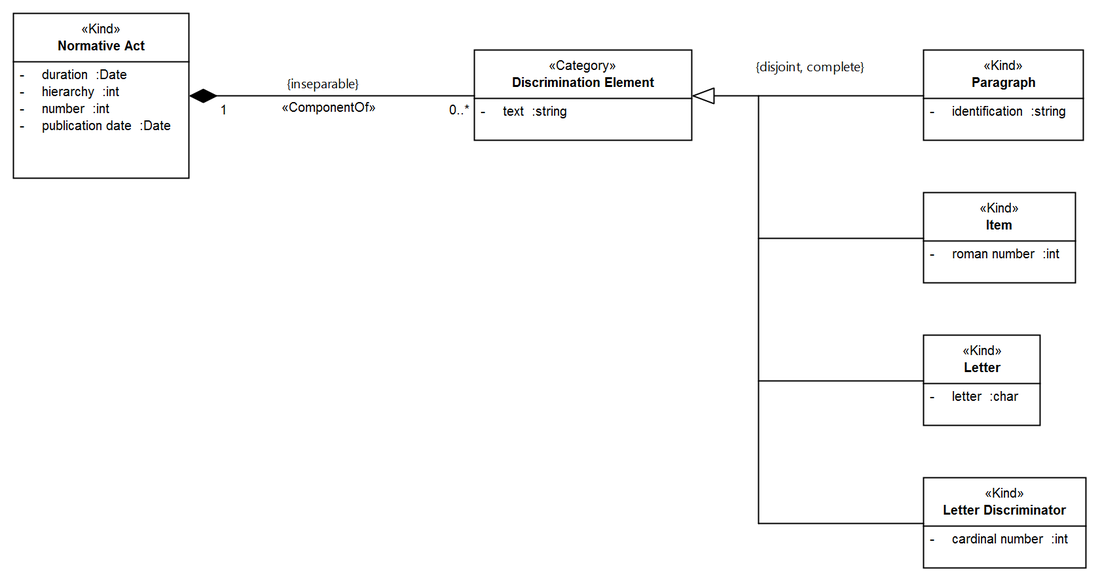 «Kind»
Normative Act
- duration :Date
- hierarchy :int
- number :int
- publication date :Date
{inseparable}
«ComponentOf»
1
0..*
«Category»
Discrimination Element
- text :string
{disjoint, complete}
«Kind»
Paragraph
- identification :string
«Kind»
Item
- roman number :int
«Kind»
Letter
- letter :char
«Kind»
Letter Discriminator
- cardinal number :int